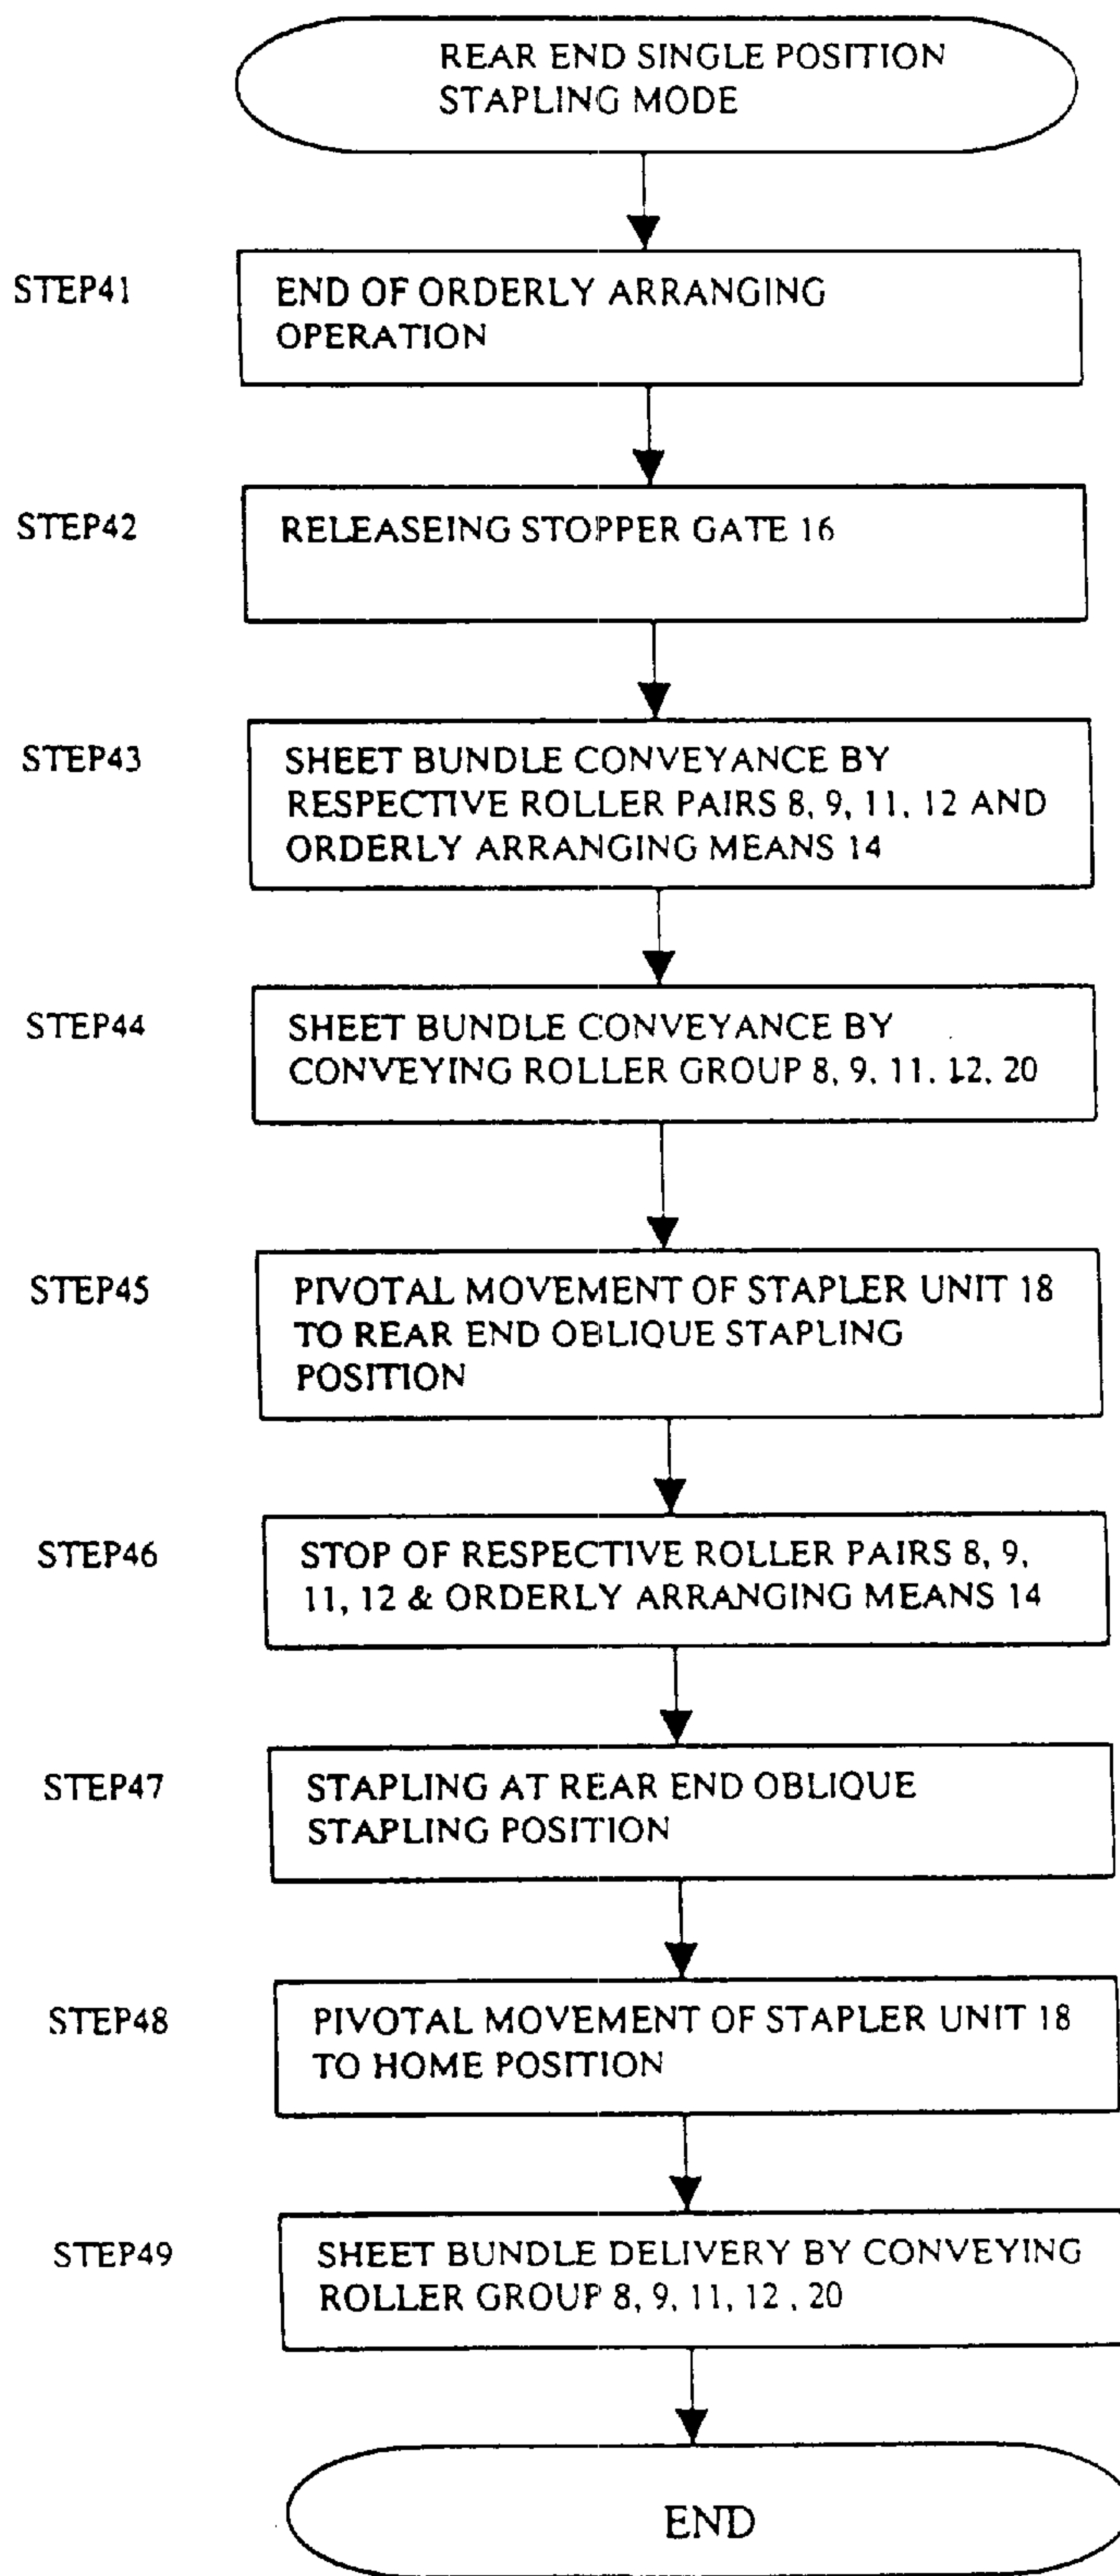 REAR END SINGLE POSITION
STAPLING MODE
STEP41
END OF ORDERLY ARRANGING
OPERATION
STEP42
RELEASEING STOPPER GATE 16
STEP43
SHEET BUNDLE CONVEYANCE BY
RESPECTIVE ROLLER PAIRS 8, 9, 11, 12 AND
ORDERLY ARRANGING MEANS 14
STEP44
SHEET BUNDLE CONVEYANCE BY
CONVEYING ROLLER GROUP 8, 9, 11, 12, 20
STEP45
PIVOTAL MOVEMENT OF STAPLER UNIT 18
TO REAR END OBLIQUE STAPLING
POSITION
STEP46
STOP OF RESPECTIVE ROLLER PAIRS 8, 9,
11, 12 & ORDERLY ARRANGING MEANS 14
STEP47
STAPLING AT REAR END OBLIQUE
STAPLING POSITION
STEP48
PIVOTAL MOVEMENT OF STAPLER UNIT 18
TO HOME POSITION
STEP49
SHEET BUNDLE DELIVERY BY CONVEYING
ROLLER GROUP 8, 9, 11, 12 , 20
END